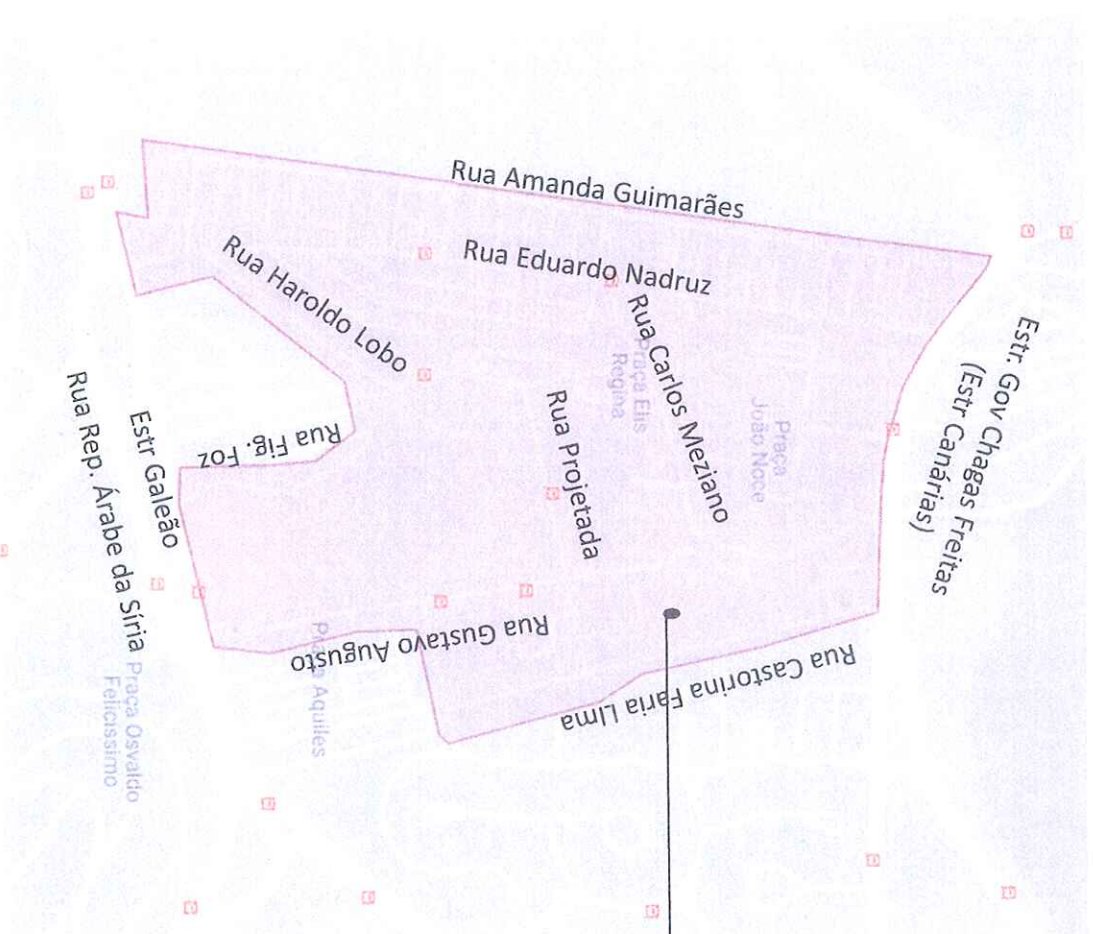 Rua Amanda Guimarães
Rua Eduardo Nadruz
Rua Haroldo Lobo
Rua Carlos Meziano
Praça Elis
Regina
Praça
João Noce
Estr. Gov Chagas Freitas
(Estr Canárias)
Rua Projetada
Rua Fig. Foz
Estr Galeão
Rua Rep. Árabe da Síria
Rua Gustavo Augusto
Rua Castorina Faria Lima
Praça Aquiles
Praça Osvaldo
Felicissimo